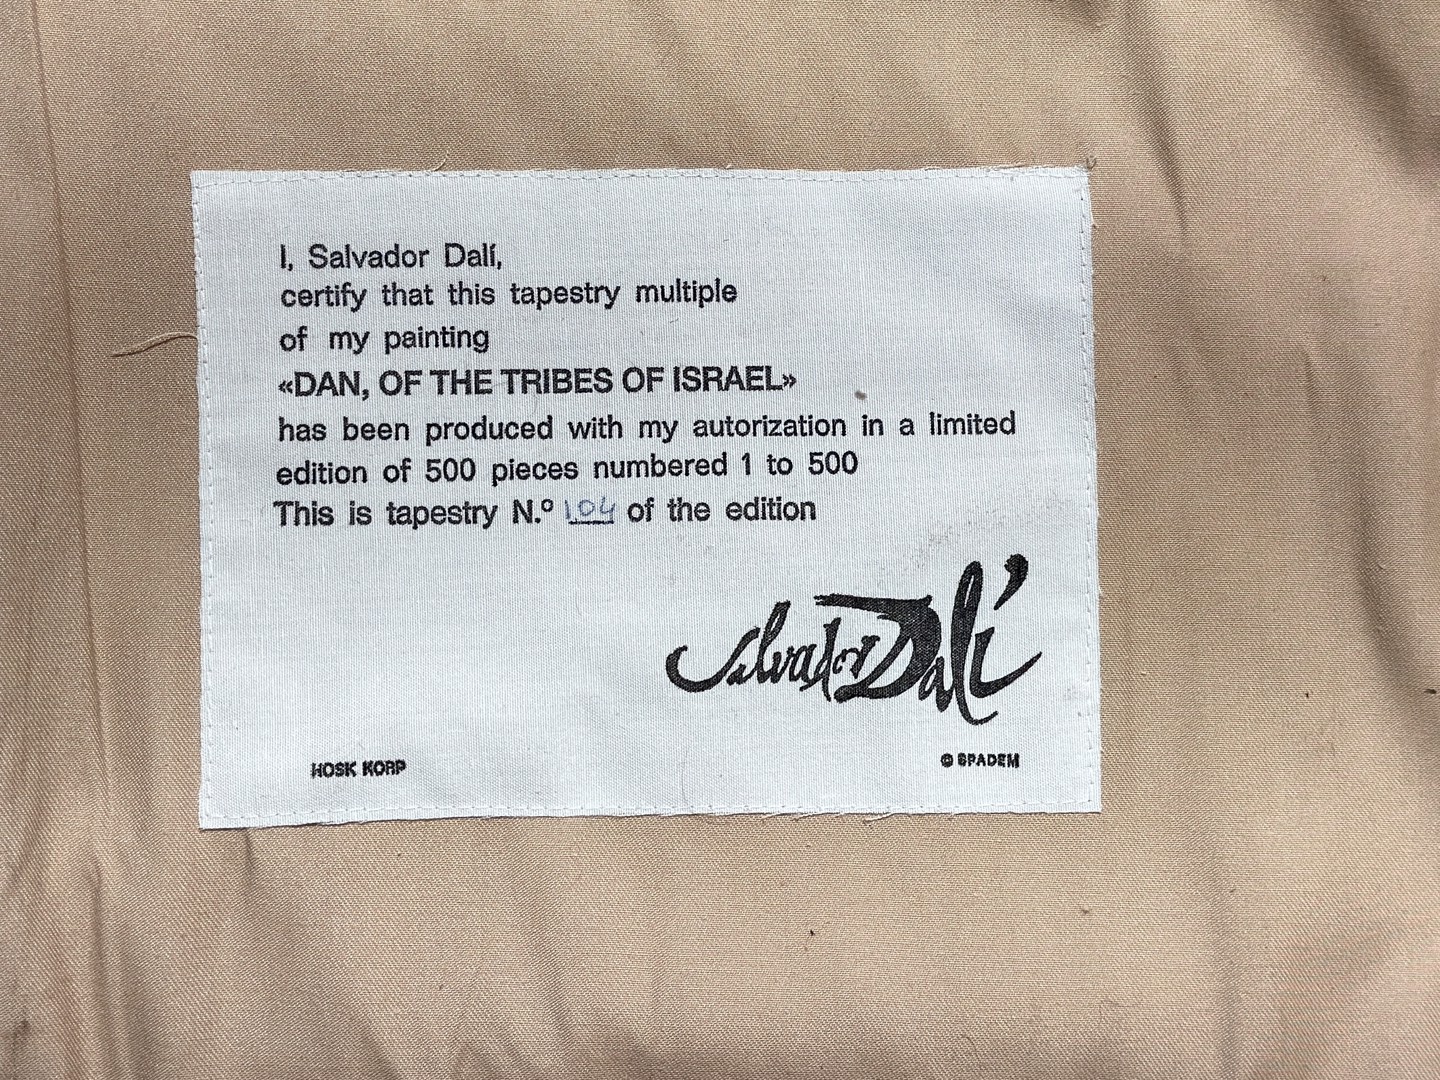 I, Salvador Dalí,
certify that this tapestry multiple
of my painting
«DAN, OF THE TRIBES OF ISRAEL»
has been produced with my autorization in a limited
edition of 500 pieces numbered 1 to 500
This is tapestry N.º 104 of the edition
Salvador Dalí
HOSK KORP
© SPADEM